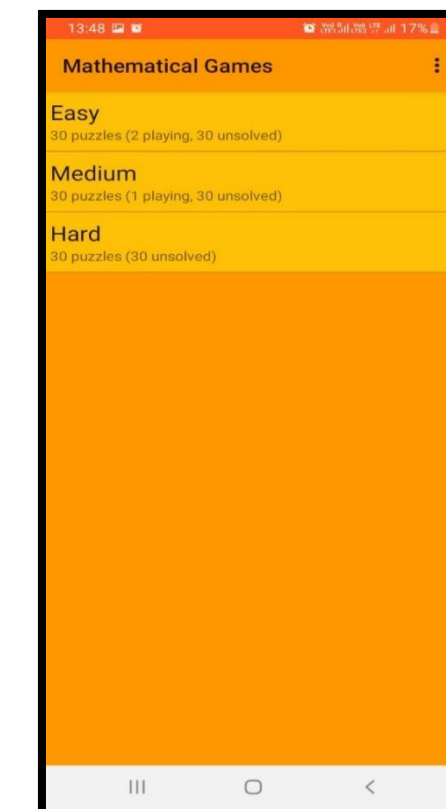 13:48 17%
Mathematical Games
Easy
30 puzzles (2 playing, 30 unsolved)
Medium
30 puzzles (1 playing, 30 unsolved)
Hard
30 puzzles (30 unsolved)